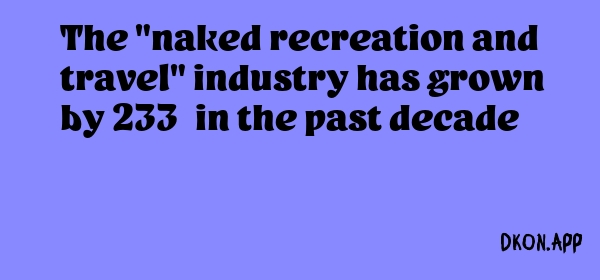 The "naked recreation and
travel" industry has grown
by 233  in the past decade
DKON.APP